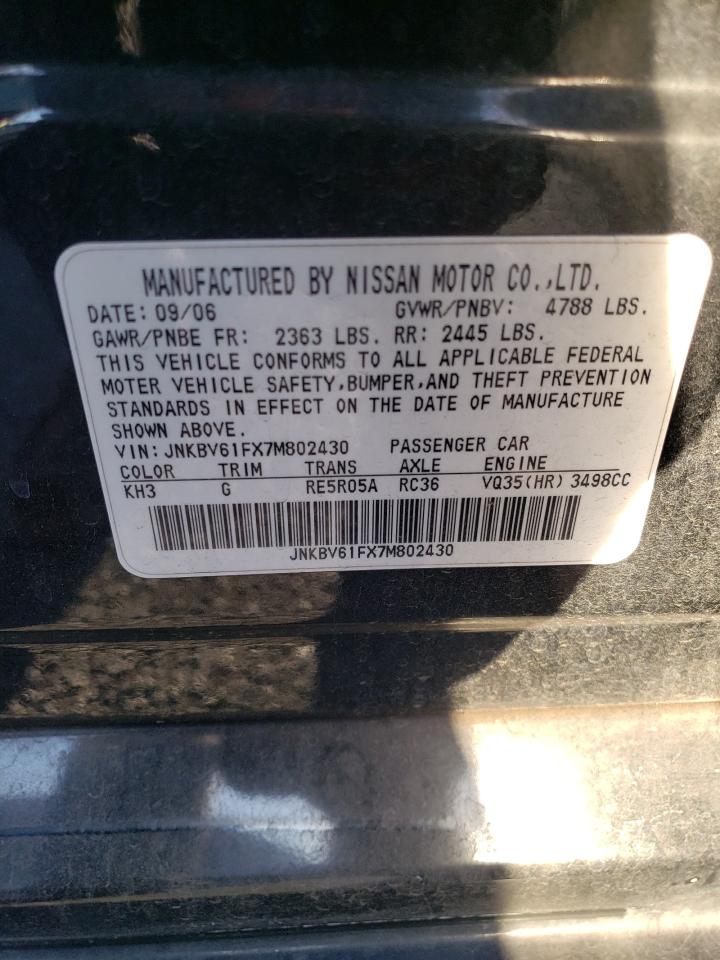 MANUFACTURED BY NISSAN MOTOR CO.,LTD.
DATE: 09/06 GVWR/PNBV: 4788 LBS.
GAWR/PNBE FR: 2363 LBS. RR: 2445 LBS.
THIS VEHICLE CONFORMS TO ALL APPLICABLE FEDERAL
MOTER VEHICLE SAFETY,BUMPER,AND THEFT PREVENTION
STANDARDS IN EFFECT ON THE DATE OF MANUFACTURE
SHOWN ABOVE.
VIN: JNKBV61FX7M802430 PASSENGER CAR
COLOR TRIM TRANS AXLE ENGINE
KH3 G RE5R05A RC36 VQ35(HR) 3498CC
JNKBV61FX7M802430